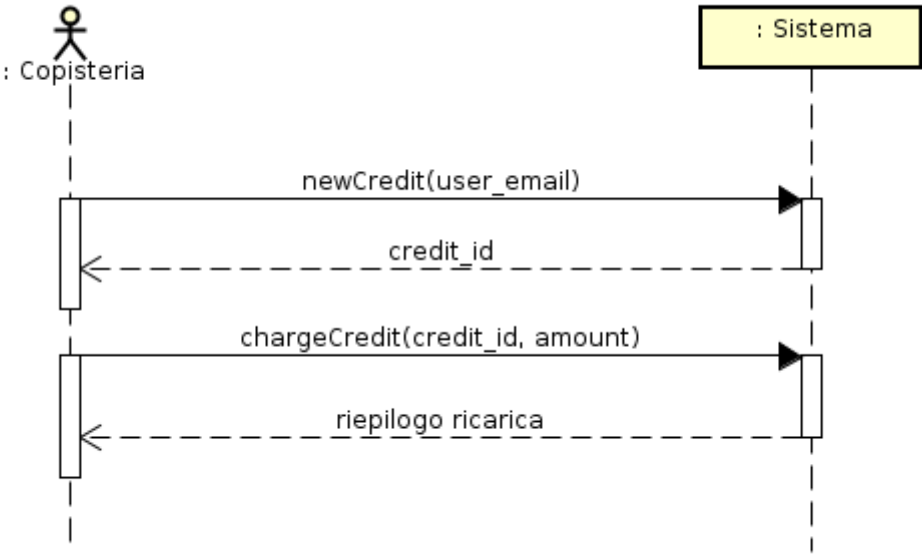 : Copisteria
: Sistema
newCredit(user_email)
credit_id
chargeCredit(credit_id, amount)
riepilogo ricarica